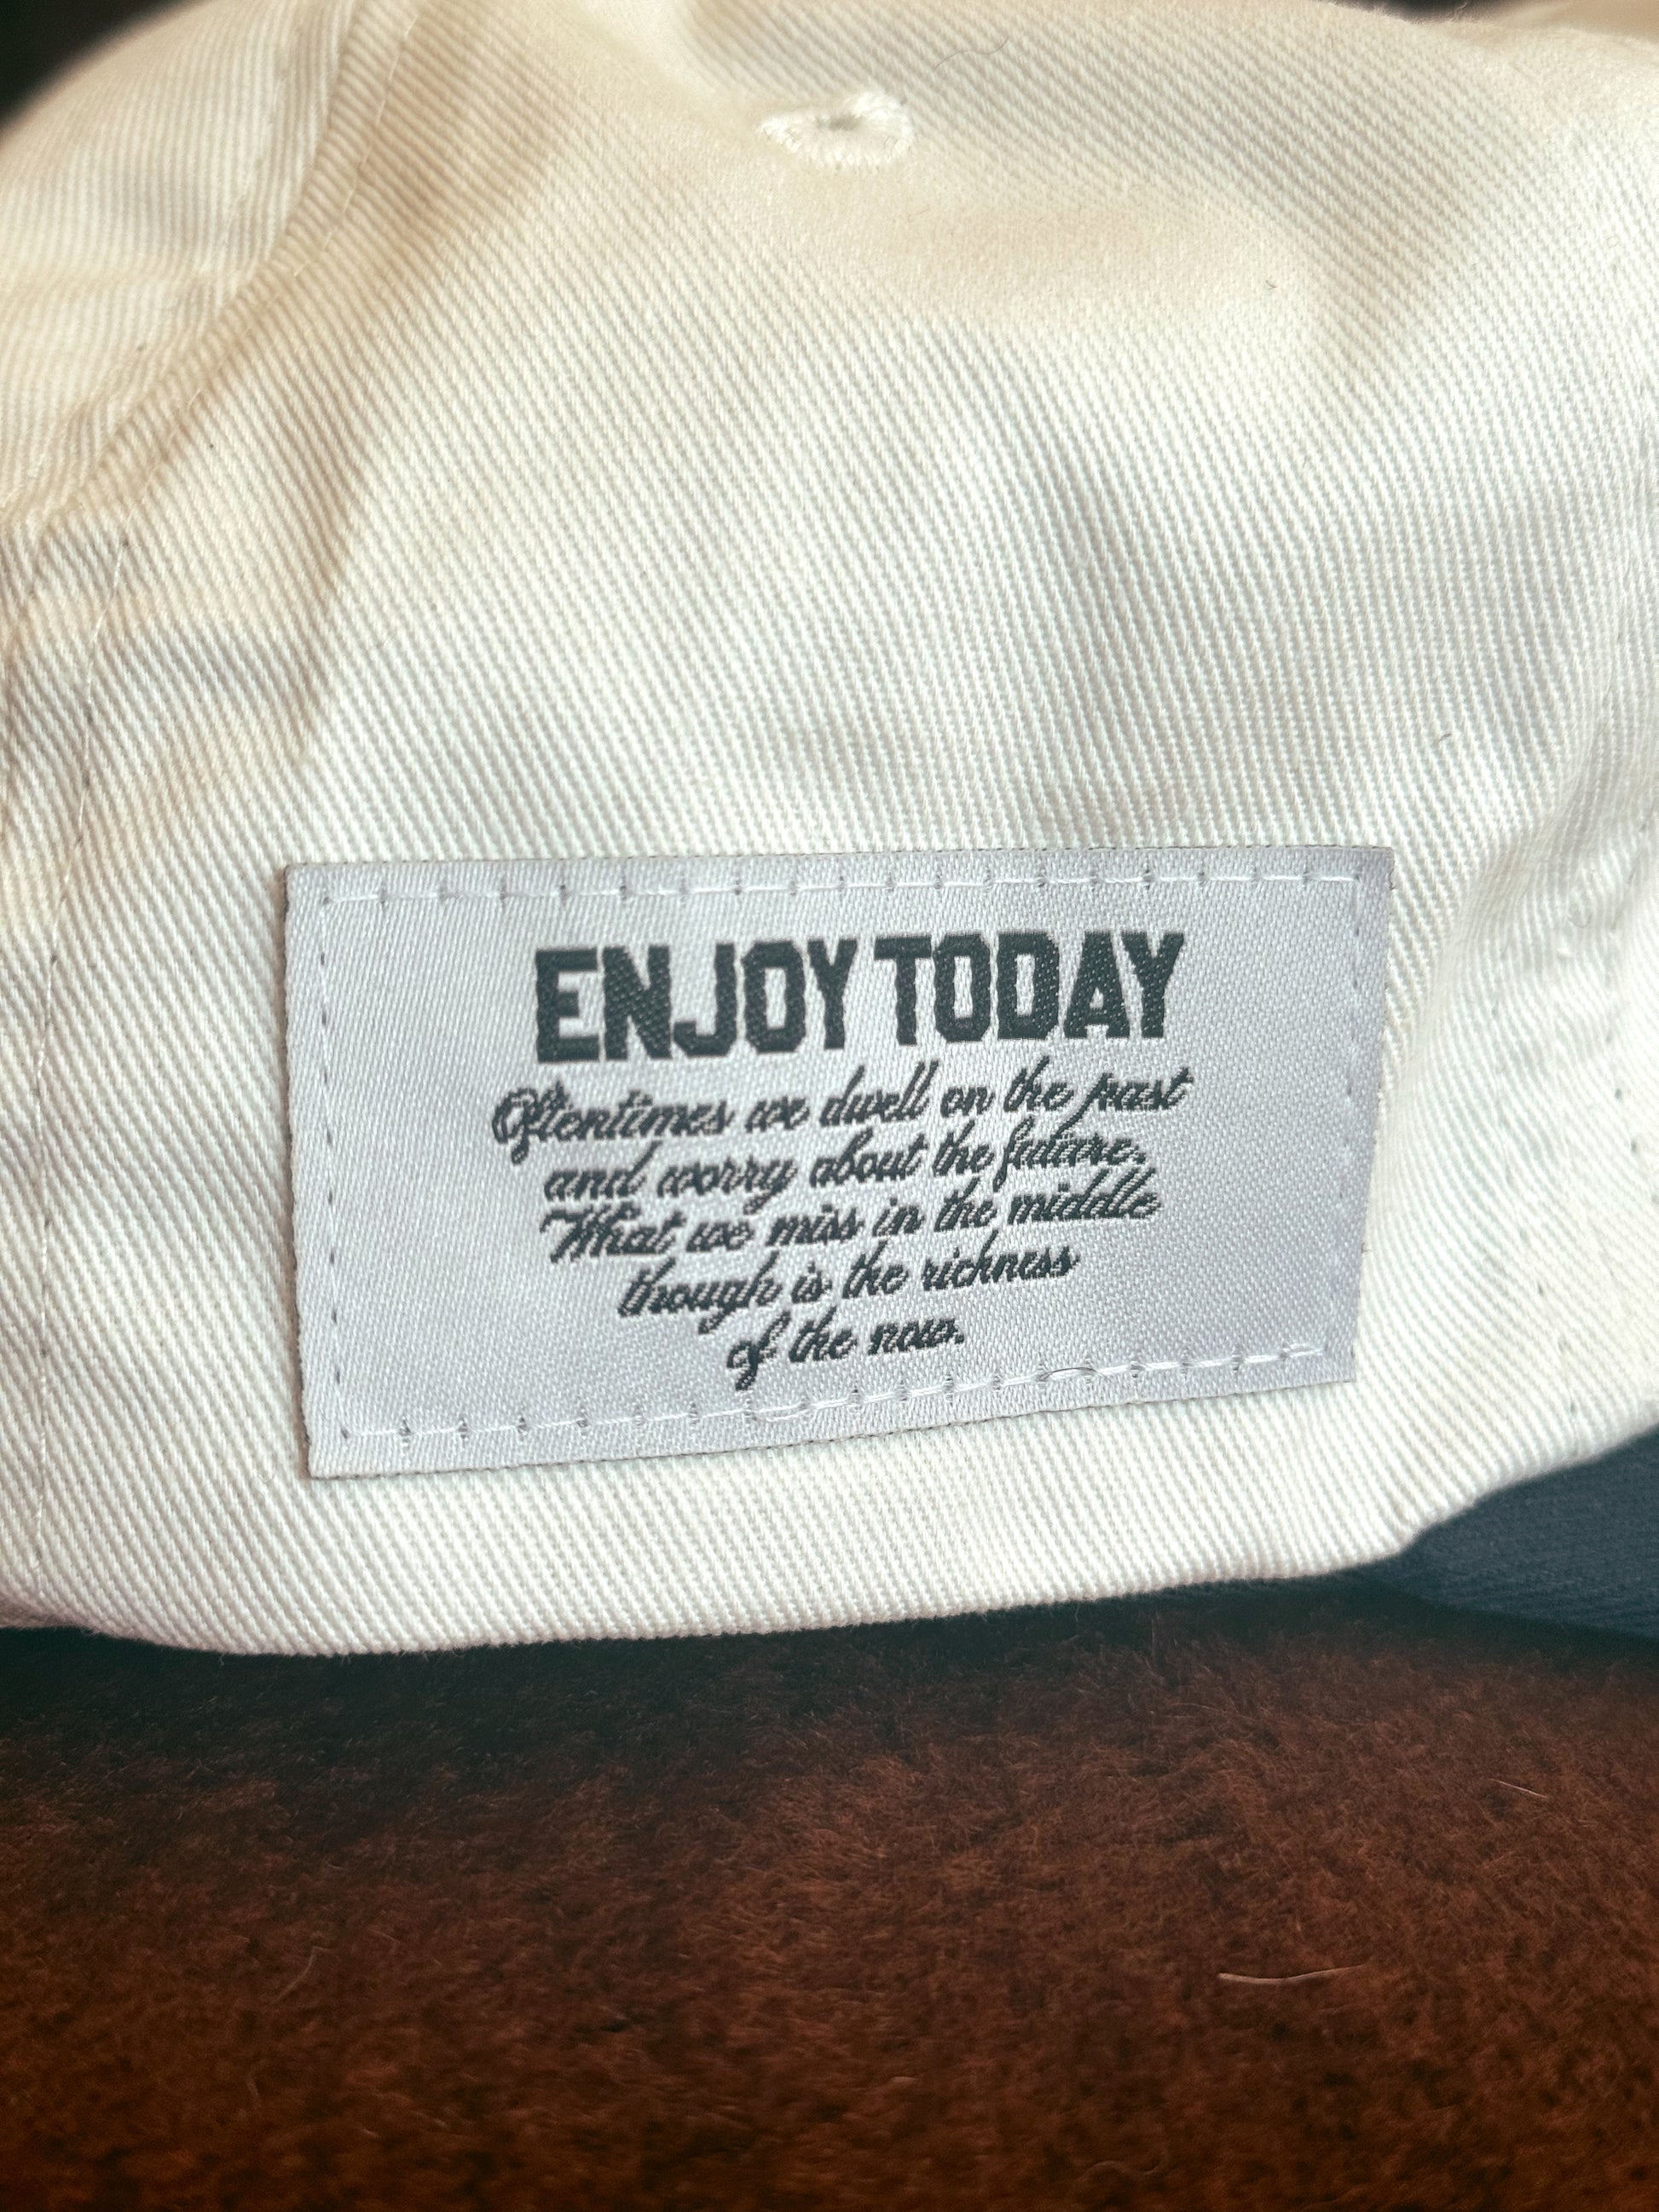 ENJOY TODAY
Oftentimes we dwell on the past
and worry about the future.
What we miss in the middle
though is the richness
of the now.